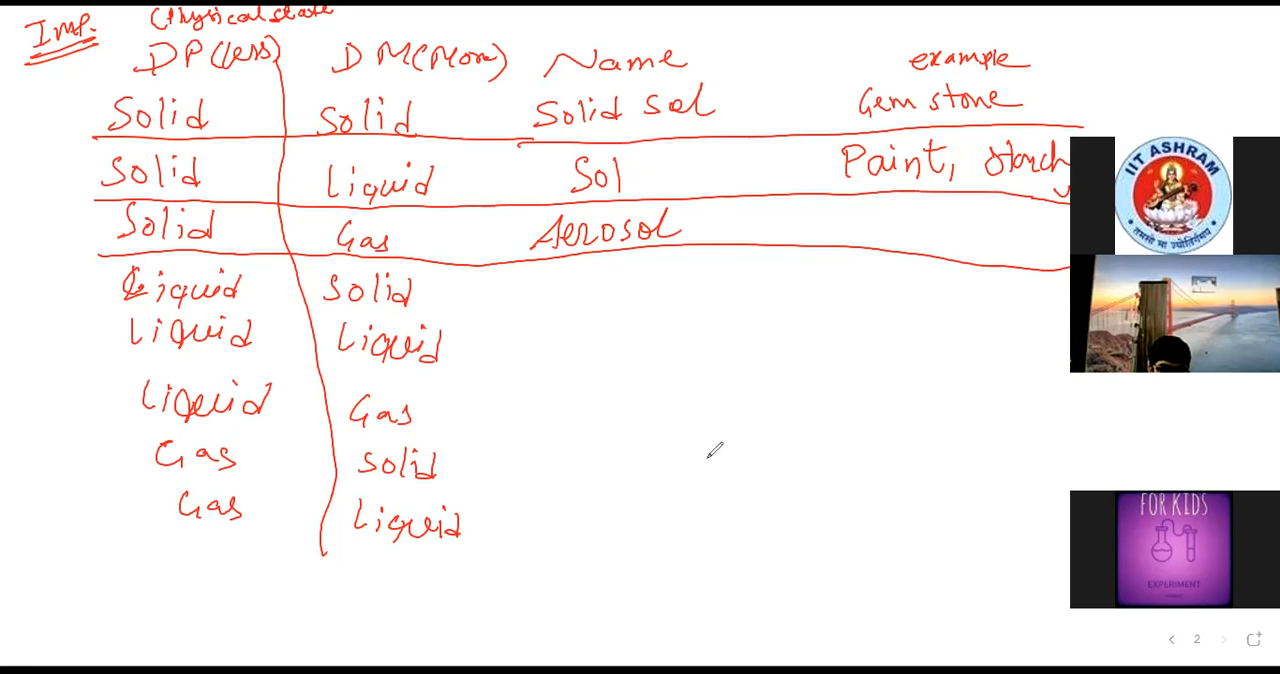 Imp. (Physical state
DP (less) DM (More) Name example
Solid Solid Solid Sol Gem stone
Solid Liquid Sol Paint, Starch
Solid Gas Aerosol
Liquid Solid
Liquid Liquid
Liquid Gas
Gas Solid
Gas Liquid
IIT ASHRAM
तमसो मा ज्योतिर्गमय
FOR KIDS
EXPERIMENT
2